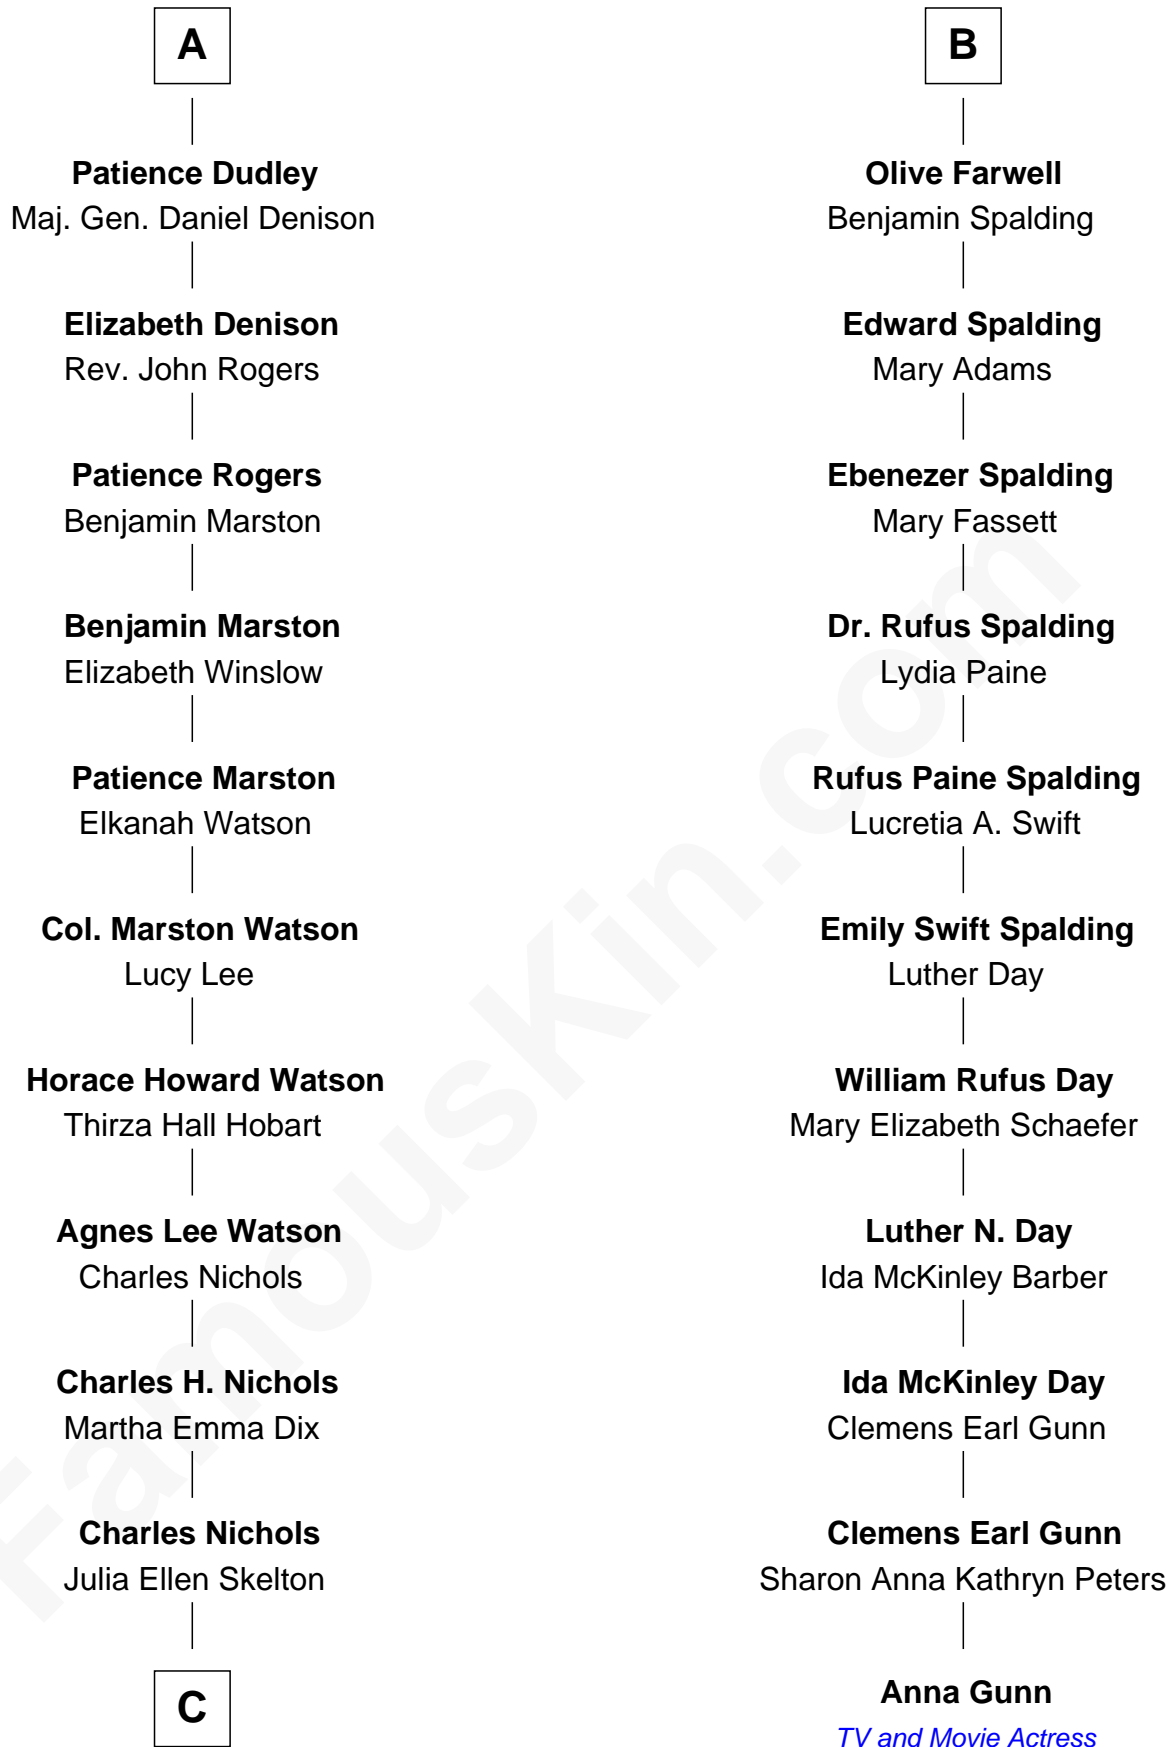 A
Patience Dudley
Maj. Gen. Daniel Denison
Elizabeth Denison
Rev. John Rogers
Patience Rogers
Benjamin Marston
Benjamin Marston
Elizabeth Winslow
Patience Marston
Elkanah Watson
Col. Marston Watson
Lucy Lee
Horace Howard Watson
Thirza Hall Hobart
Agnes Lee Watson
Charles Nichols
Charles H. Nichols
Martha Emma Dix
Charles Nichols
Julia Ellen Skelton
C
B
Olive Farwell
Benjamin Spalding
Edward Spalding
Mary Adams
Ebenezer Spalding
Mary Fassett
Dr. Rufus Spalding
Lydia Paine
Rufus Paine Spalding
Lucretia A. Swift
Emily Swift Spalding
Luther Day
William Rufus Day
Mary Elizabeth Schaefer
Luther N. Day
Ida McKinley Barber
Ida McKinley Day
Clemens Earl Gunn
Clemens Earl Gunn
Sharon Anna Kathryn Peters
Anna Gunn
TV and Movie Actress
FamousKin.com